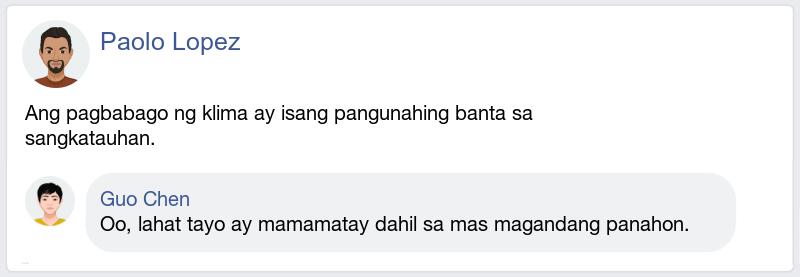 Paolo Lopez
Ang pagbabago ng klima ay isang pangunahing banta sa
sangkatauhan.
Guo Chen
Oo, lahat tayo ay mamamatay dahil sa mas magandang panahon.